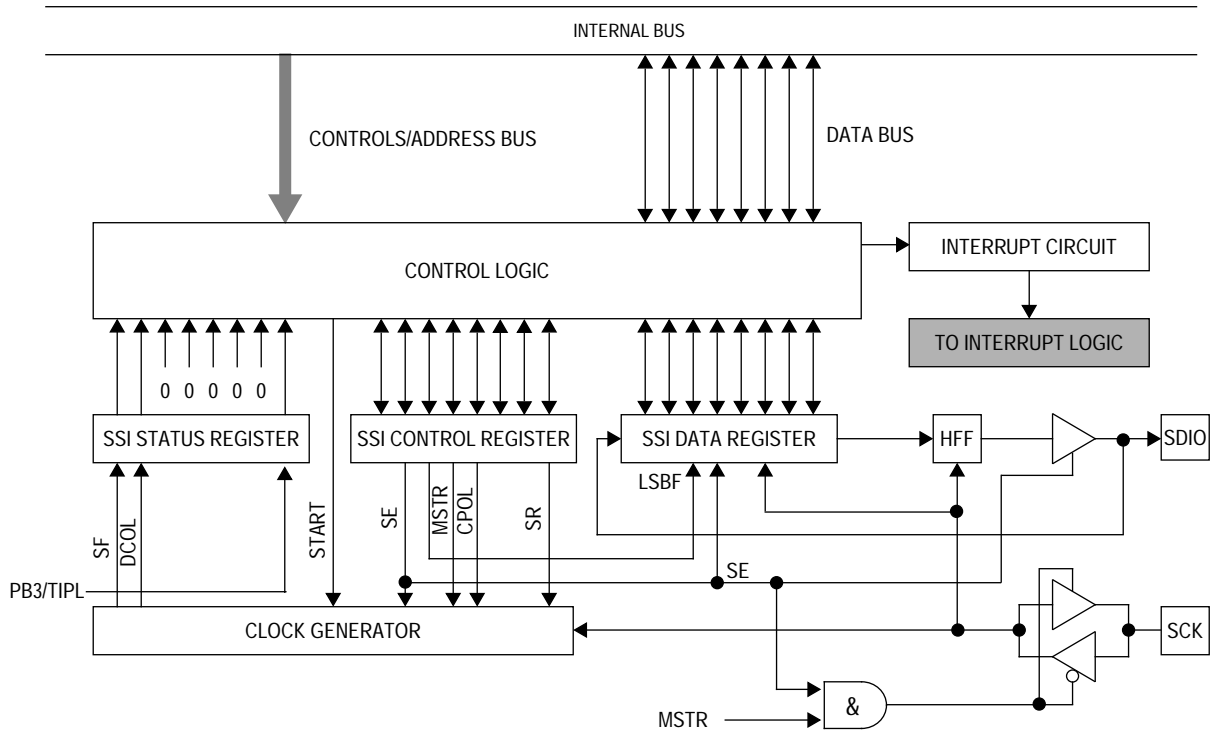 INTERNAL BUS
CONTROLS/ADDRESS BUS
DATA BUS
CONTROL LOGIC
INTERRUPT CIRCUIT
TO INTERRUPT LOGIC
0 0 0 0 0
SSI STATUS REGISTER
SSI CONTROL REGISTER
SSI DATA REGISTER
HFF
SDIO
LSBF
SF
DCOL
START
SE
MSTR
CPOL
SR
SE
PB3/TIPL
CLOCK GENERATOR
SCK
&
MSTR